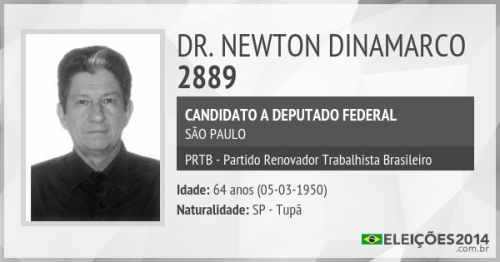 DR. NEWTON DINAMARCO
2889
CANDIDATO A DEPUTADO FEDERAL
SÃO PAULO
PRTB - Partido Renovador Trabalhista Brasileiro
Idade: 64 anos (05-03-1950)
Naturalidade: SP - Tupã
ELEIÇÕES2014
.com.br